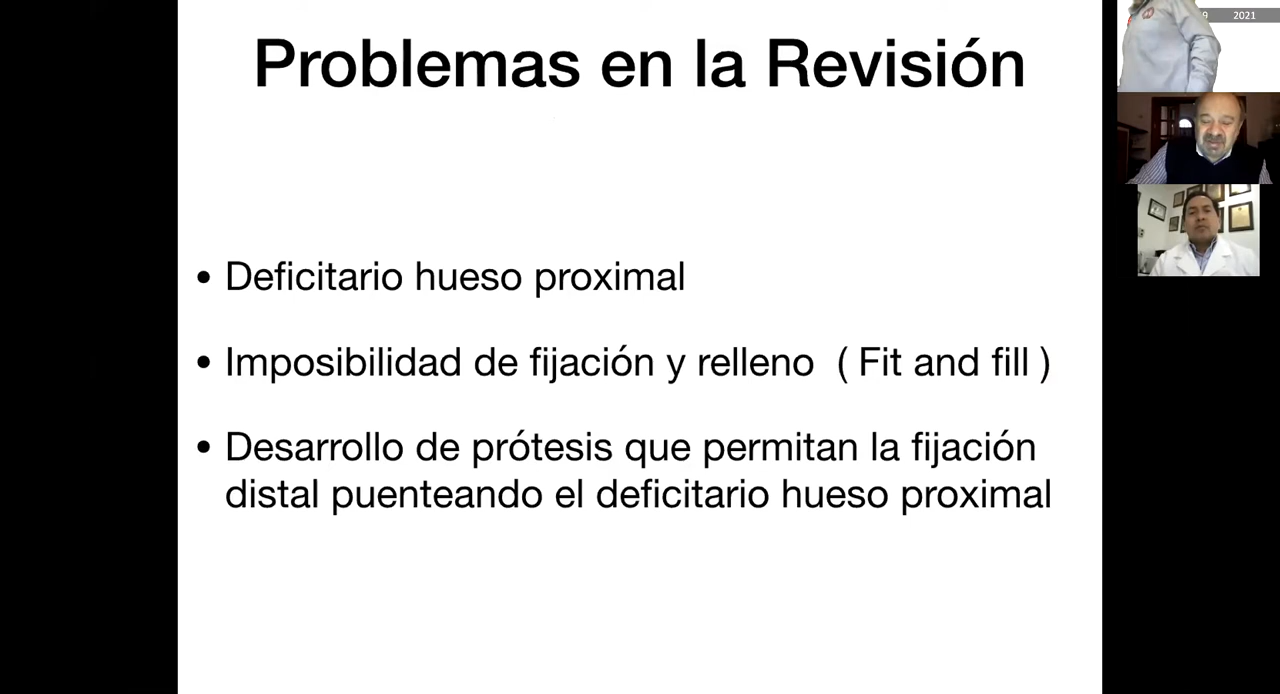 Problemas en la Revisión
2021
• Deficitario hueso proximal
• Imposibilidad de fijación y relleno ( Fit and fill )
• Desarrollo de prótesis que permitan la fijación
distal puenteando el deficitario hueso proximal